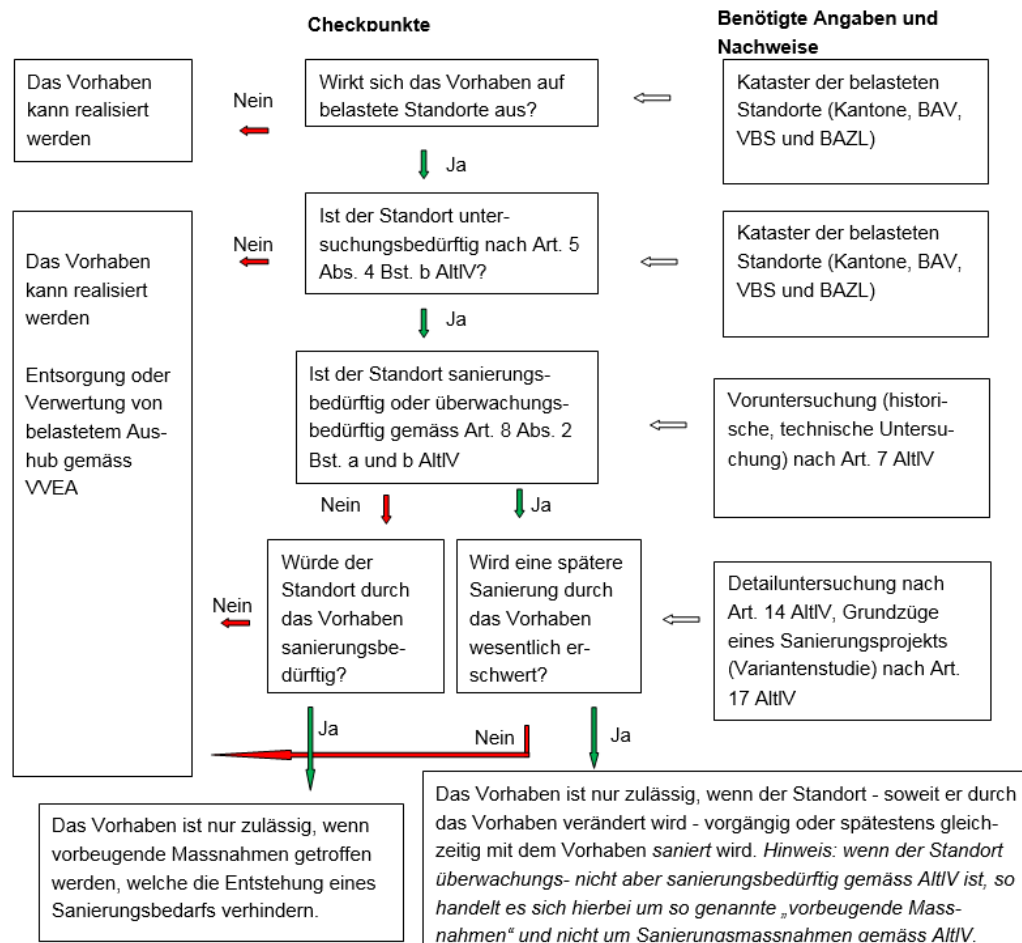 Checkpunkte
Benötigte Angaben und
Nachweise
Das Vorhaben
kann realisiert
werden
Nein
Wirkt sich das Vorhaben auf
belastete Standorte aus?
Kataster der belasteten
Standorte (Kantone, BAV,
VBS und BAZL)
Ja
Das Vorhaben
kann realisiert
werden
Entsorgung oder
Verwertung von
belastetem Aus-
hub gemäss
VVEA
Nein
Ist der Standort unter-
suchungsbedürftig nach Art. 5
Abs. 4 Bst. b AltlV?
Kataster der belasteten
Standorte (Kantone, BAV,
VBS und BAZL)
Ja
Ist der Standort sanierungs-
bedürftig oder überwachungs-
bedürftig gemäss Art. 8 Abs. 2
Bst. a und b AltlV
Voruntersuchung (histori-
sche, technische Untersu-
chung) nach Art. 7 AltlV
Nein
Ja
Nein
Würde der
Standort durch
das Vorhaben
sanierungsbe-
dürftig?
Wird eine spätere
Sanierung durch
das Vorhaben
wesentlich er-
schwert?
Detailuntersuchung nach
Art. 14 AltlV, Grundzüge
eines Sanierungsprojekts
(Variantenstudie) nach Art.
17 AltlV
Ja
Nein
Ja
Das Vorhaben ist nur zulässig, wenn
vorbeugende Massnahmen getroffen
werden, welche die Entstehung eines
Sanierungsbedarfs verhindern.
Das Vorhaben ist nur zulässig, wenn der Standort - soweit er durch
das Vorhaben verändert wird - vorgängig oder spätestens gleich-
zeitig mit dem Vorhaben saniert wird. Hinweis: wenn der Standort
überwachungs- nicht aber sanierungsbedürftig gemäss AltlV ist, so
handelt es sich hierbei um so genannte „vorbeugende Mass-
nahmen" und nicht um Sanierungsmassnahmen gemäss AltlV.